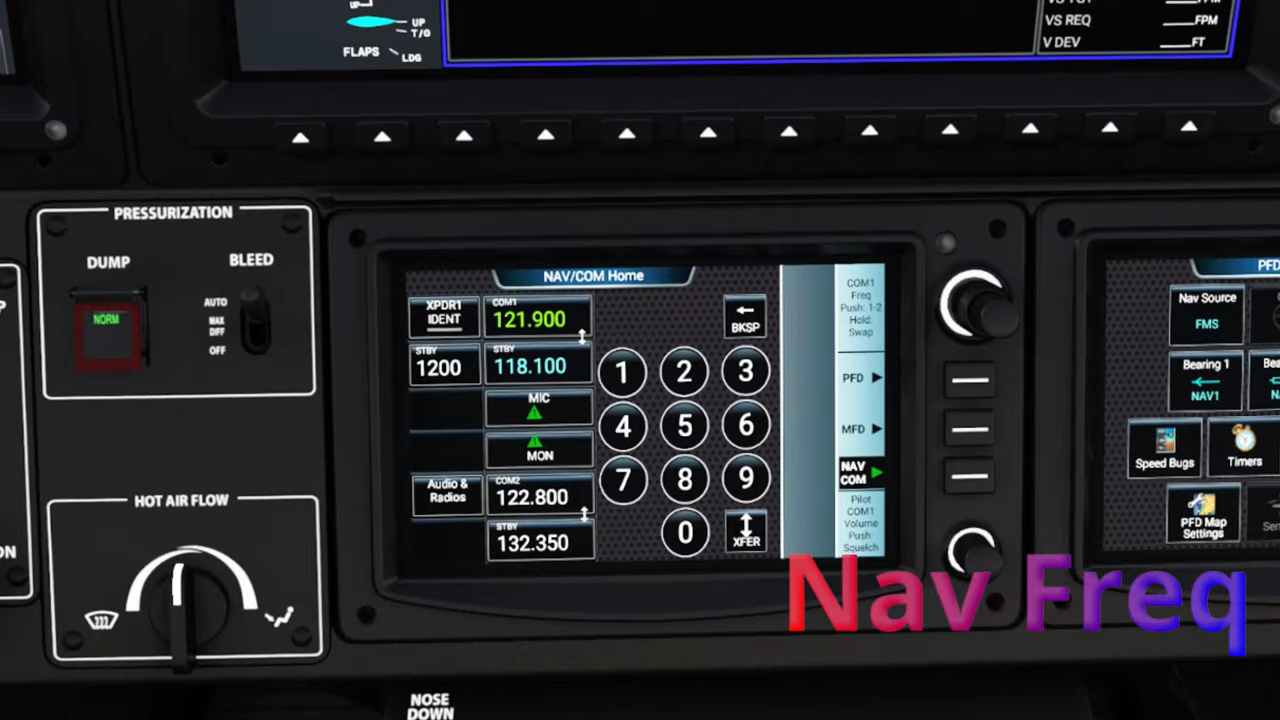 UP
UP
T/O
FLAPS
LDG
VS REQ
FPM
V DEV
FT
PRESSURIZATION
DUMP
BLEED
NORM
AUTO
MAX
DIFF
OFF
HOT AIR FLOW
NAV/COM Home
XPDR1
IDENT
COM1
121.900
STBY
1200
STBY
118.100
MIC
MON
Audio &
Radios
COM2
122.800
STBY
132.350
BKSP
1 2 3
4 5 6
7 8 9
0
XFER
COM1
Freq
Push: 1-2
Hold:
Swap
PFD
MFD
NAV
COM
Pilot
COM1
Volume
Push:
Squelch
Nav Source
FMS
Bearing 1
NAV1
Speed Bugs
Timers
PFD Map
Settings
Nav Freq
NOSE
DOWN